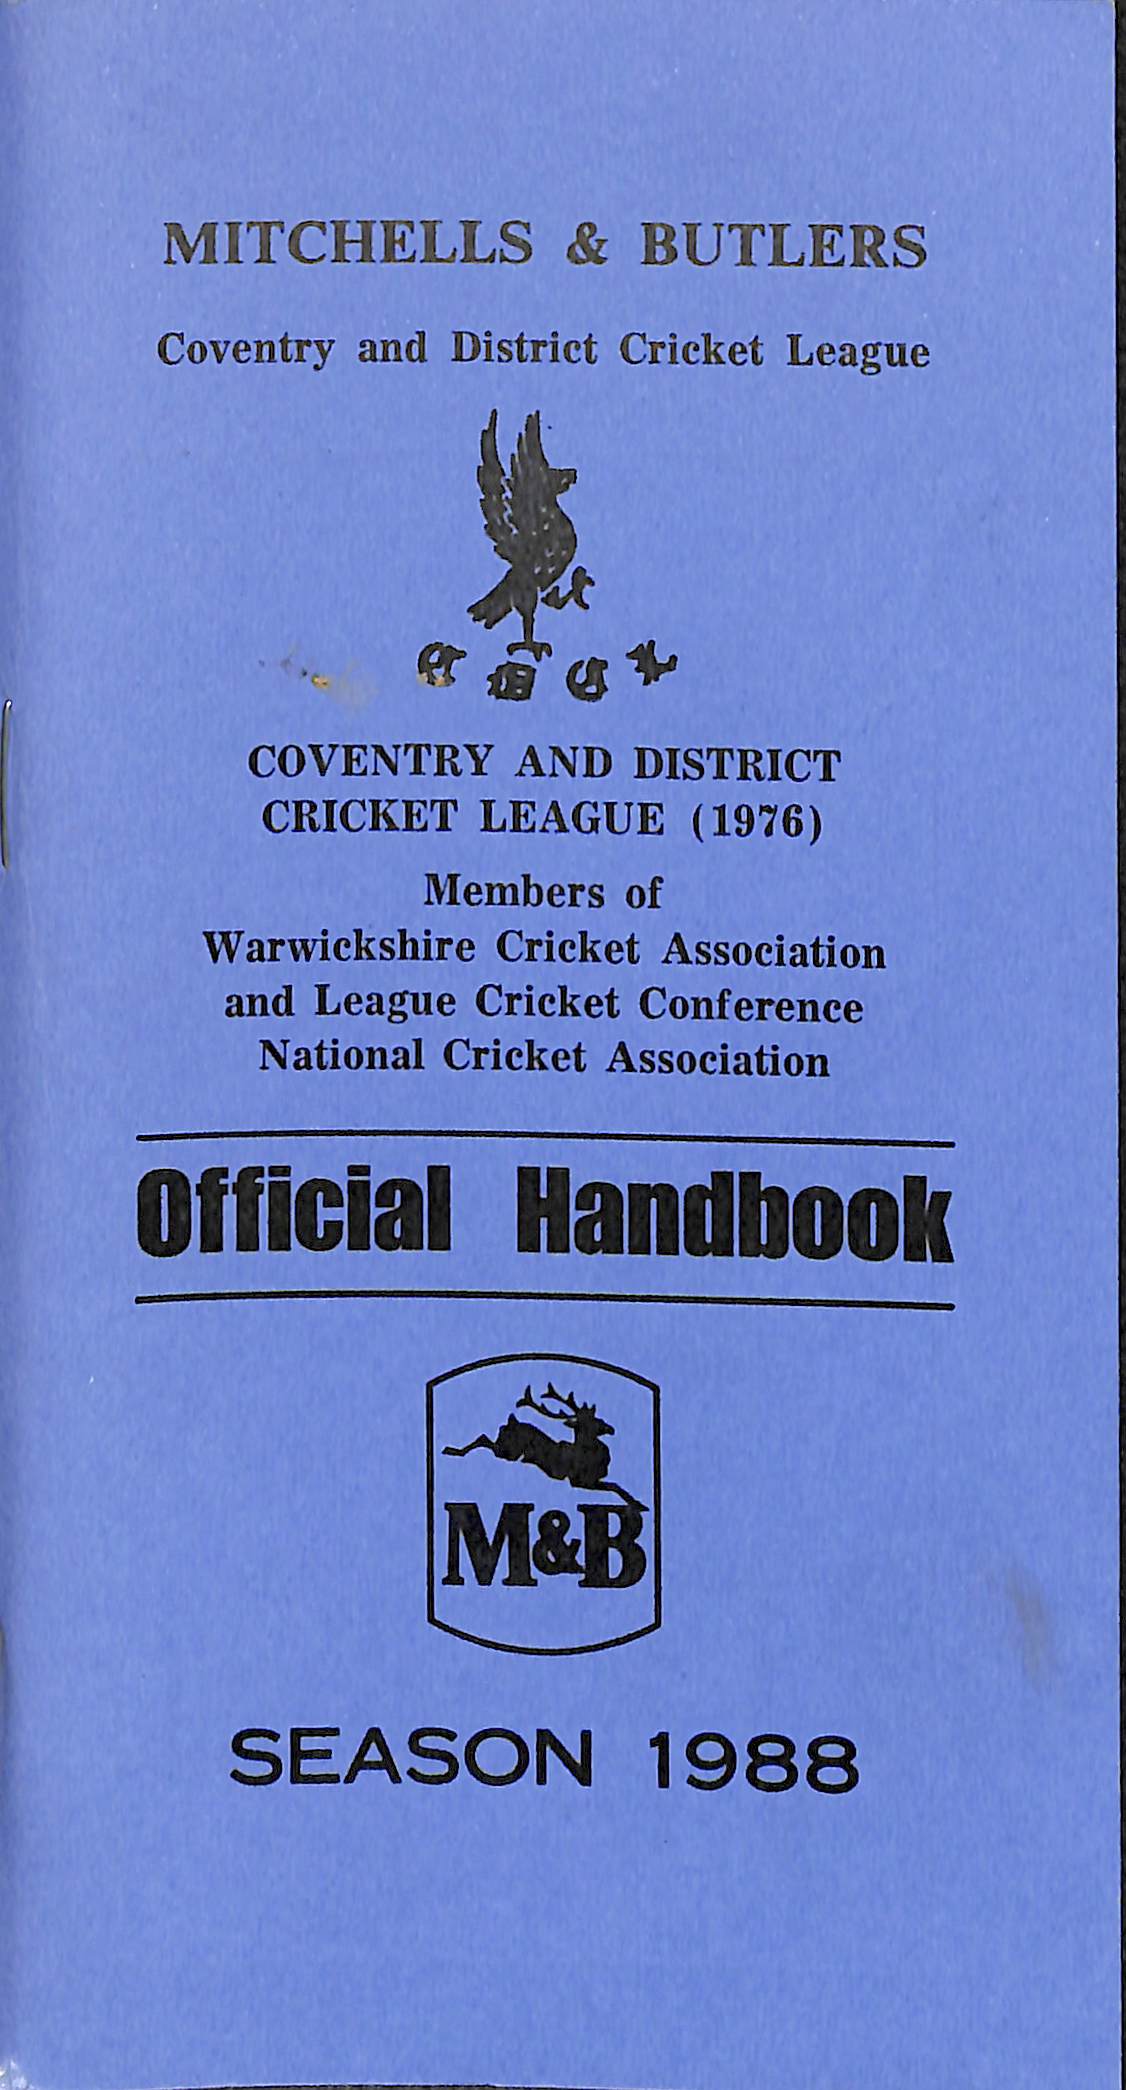 MITCHELLS & BUTLERS
Coventry and District Cricket League
C D C L
COVENTRY AND DISTRICT
CRICKET LEAGUE (1976)
Members of
Warwickshire Cricket Association
and League Cricket Conference
National Cricket Association
Official Handbook
M&B
SEASON 1988